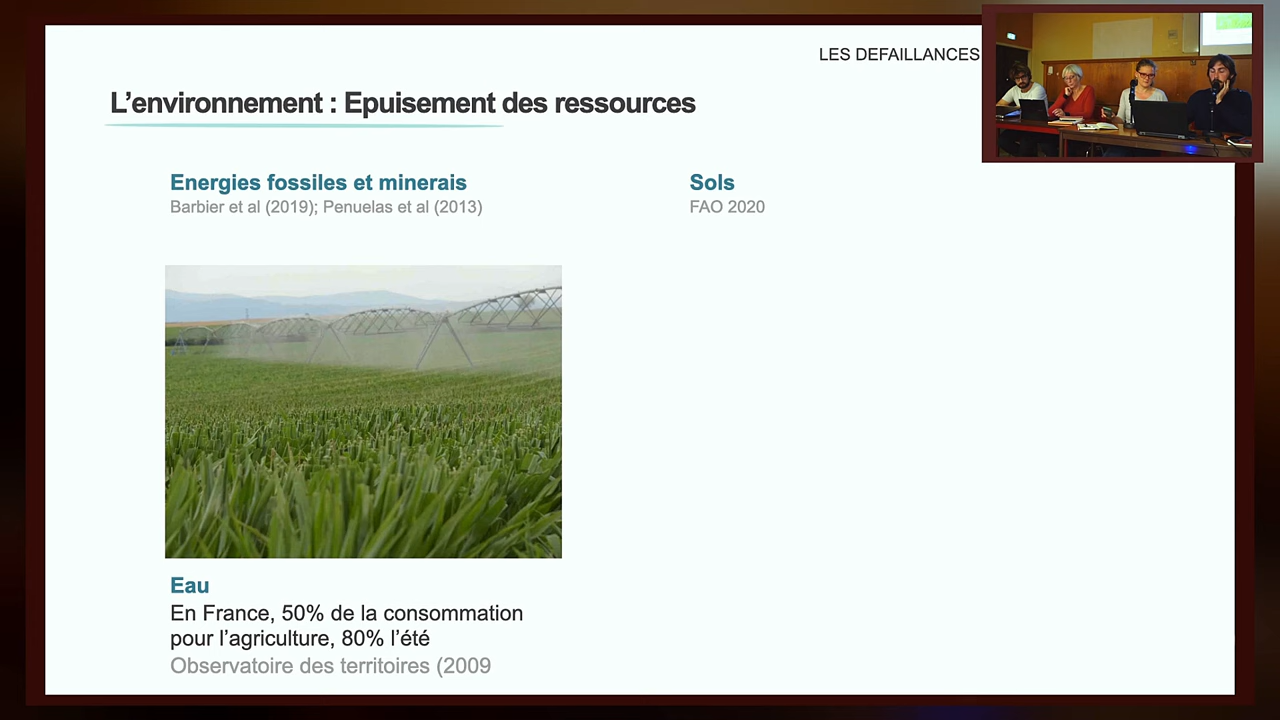 LES DEFAILLANCES
L'environnement : Epuisement des ressources
Energies fossiles et minerais
Barbier et al (2019); Penuelas et al (2013)
Sols
FAO 2020
Eau
En France, 50% de la consommation
pour l'agriculture, 80% l'été
Observatoire des territoires (2009